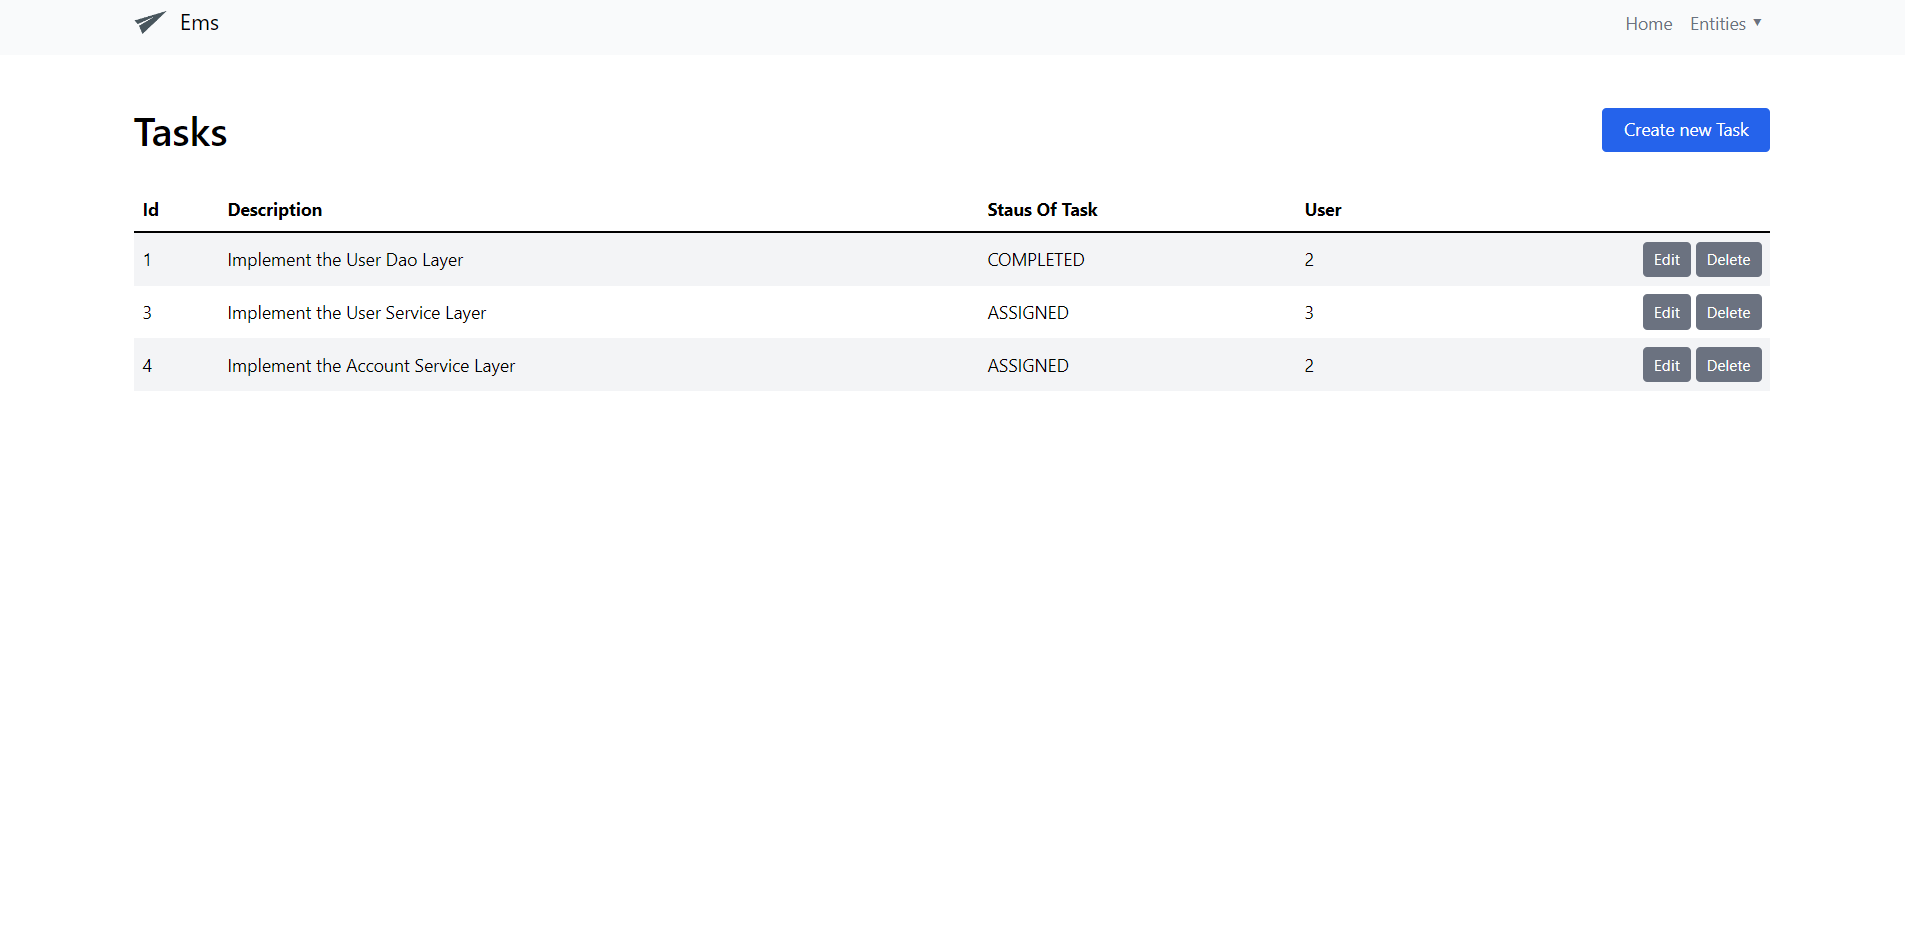 Ems Home Entities
Tasks Create new Task
Id Description Staus Of Task User
1 Implement the User Dao Layer COMPLETED 2 Edit Delete
3 Implement the User Service Layer ASSIGNED 3 Edit Delete
4 Implement the Account Service Layer ASSIGNED 2 Edit Delete